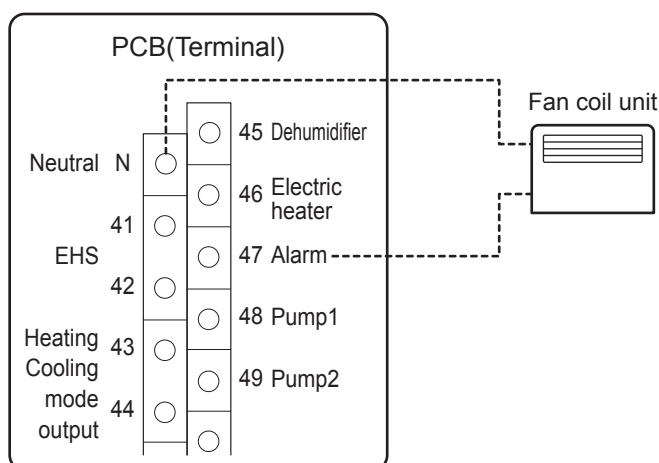 PCB(Terminal)
Fan coil unit
Neutral N
41
EHS
42
Heating
Cooling
mode
output
43
44
45 Dehumidifier
46 Electric
heater
47 Alarm
48 Pump1
49 Pump2